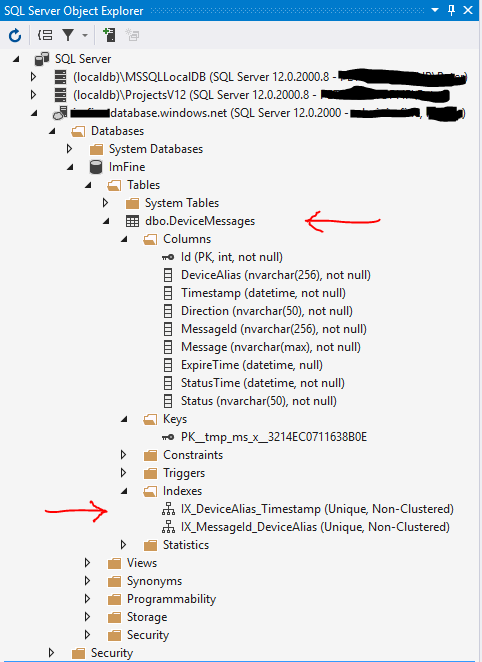 SQL Server Object Explorer
SQL Server
(localdb)\MSSQLLocalDB (SQL Server 12.0.2000.8 -
(localdb)\ProjectsV12 (SQL Server 12.0.2000.8 -
database.windows.net (SQL Server 12.0.2000 -
Databases
System Databases
ImFine
Tables
System Tables
dbo.DeviceMessages
Columns
Id (PK, int, not null)
DeviceAlias (nvarchar(256), not null)
Timestamp (datetime, not null)
Direction (nvarchar(50), not null)
MessageId (nvarchar(256), not null)
Message (nvarchar(max), not null)
ExpireTime (datetime, null)
StatusTime (datetime, not null)
Status (nvarchar(50), not null)
Keys
PK__tmp_ms_x__3214EC0711638B0E
Constraints
Triggers
Indexes
IX_DeviceAlias_Timestamp (Unique, Non-Clustered)
IX_MessageId_DeviceAlias (Unique, Non-Clustered)
Statistics
Views
Synonyms
Programmability
Storage
Security
Security